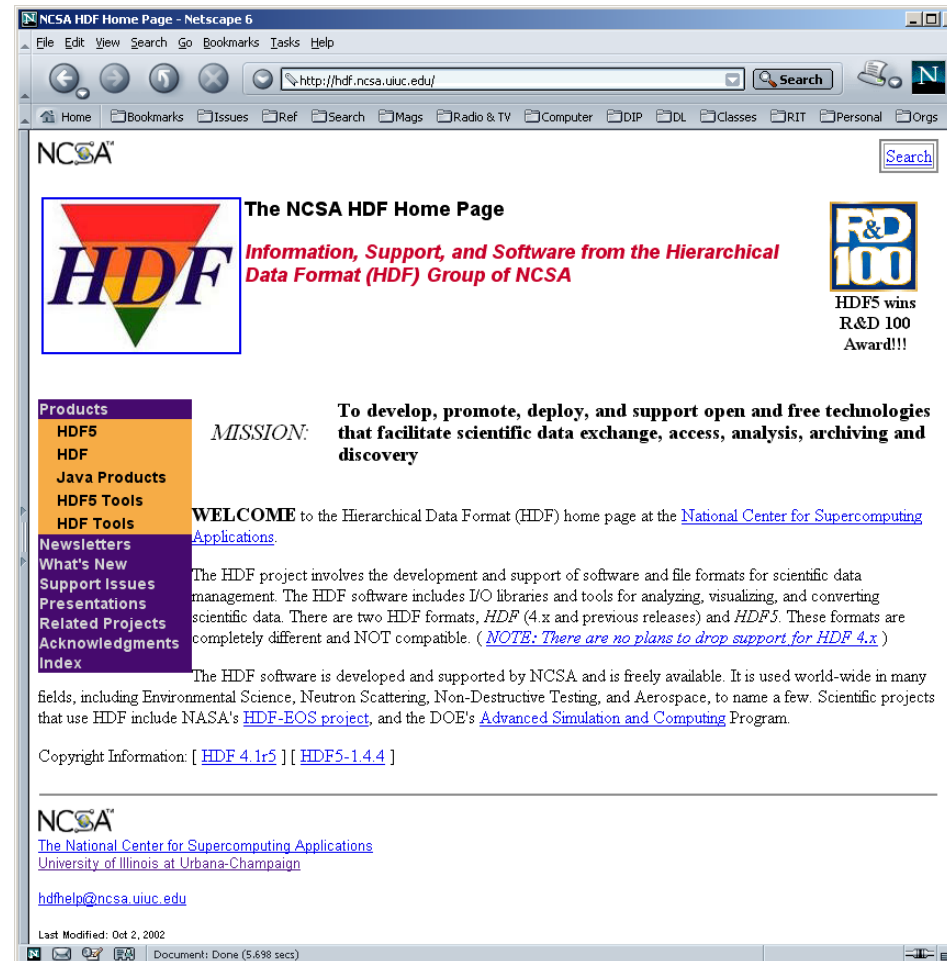 NCSA HDF Home Page - Netscape 6
File Edit View Search Go Bookmarks Tasks Help
http://hdf.ncsa.uiuc.edu/ Search N
Home Bookmarks Issues Ref Search Mags Radio & TV Computer DIP DL Classes RIT Personal Orgs
NCSA™ Search
The NCSA HDF Home Page
Information, Support, and Software from the Hierarchical
Data Format (HDF) Group of NCSA
HDF
R&D
100
HDF5 wins
R&D 100
Award!!!
Products
HDF5
HDF
Java Products
HDF5 Tools
HDF Tools
Newsletters
What's New
Support Issues
Presentations
Related Projects
Acknowledgments
Index
MISSION:
To develop, promote, deploy, and support open and free technologies
that facilitate scientific data exchange, access, analysis, archiving and
discovery
WELCOME to the Hierarchical Data Format (HDF) home page at the National Center for Supercomputing
Applications.
The HDF project involves the development and support of software and file formats for scientific data
management. The HDF software includes I/O libraries and tools for analyzing, visualizing, and converting
scientific data. There are two HDF formats, HDF (4.x and previous releases) and HDF5. These formats are
completely different and NOT compatible. ( NOTE: There are no plans to drop support for HDF 4.x )
The HDF software is developed and supported by NCSA and is freely available. It is used world-wide in many
fields, including Environmental Science, Neutron Scattering, Non-Destructive Testing, and Aerospace, to name a few. Scientific projects
that use HDF include NASA's HDF-EOS project, and the DOE's Advanced Simulation and Computing Program.
Copyright Information: [ HDF 4.1r5 ] [ HDF5-1.4.4 ]
NCSA™
The National Center for Supercomputing Applications
University of Illinois at Urbana-Champaign
hdfhelp@ncsa.uiuc.edu
Last Modified: Oct 2, 2002
Document: Done (5.698 secs)